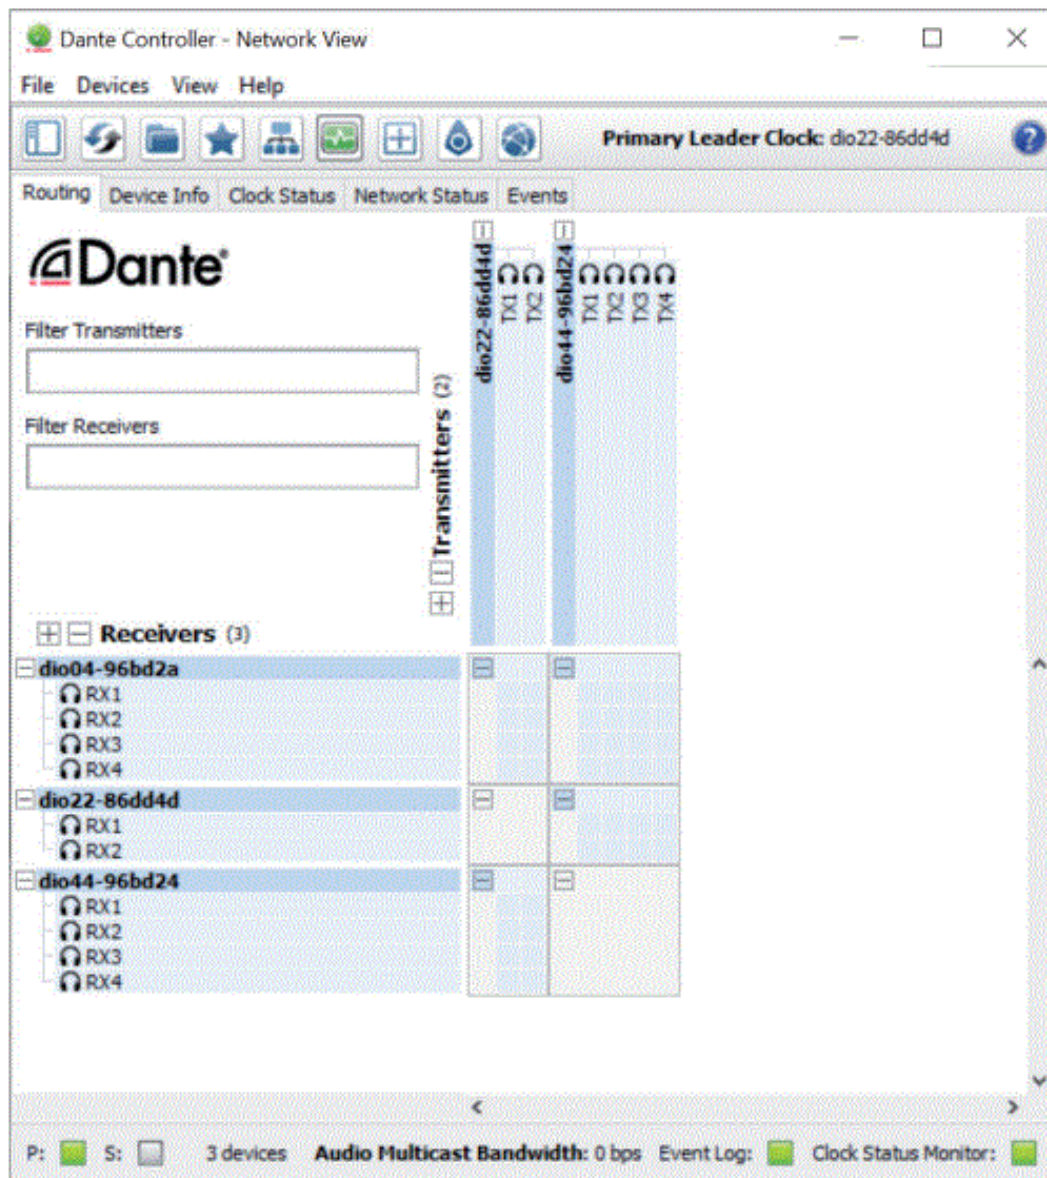 Dante Controller - Network View
File Devices View Help
Primary Leader Clock: dio22-86dd4d
Routing Device Info Clock Status Network Status Events
Dante
Filter Transmitters
Filter Receivers
Transmitters (2)
dio22-86dd4d
TX1
TX2
dio44-96bd24
TX1
TX2
TX3
TX4
Receivers (3)
dio04-96bd2a
RX1
RX2
RX3
RX4
dio22-86dd4d
RX1
RX2
dio44-96bd24
RX1
RX2
RX3
RX4
P: S: 3 devices Audio Multicast Bandwidth: 0 bps Event Log: Clock Status Monitor: